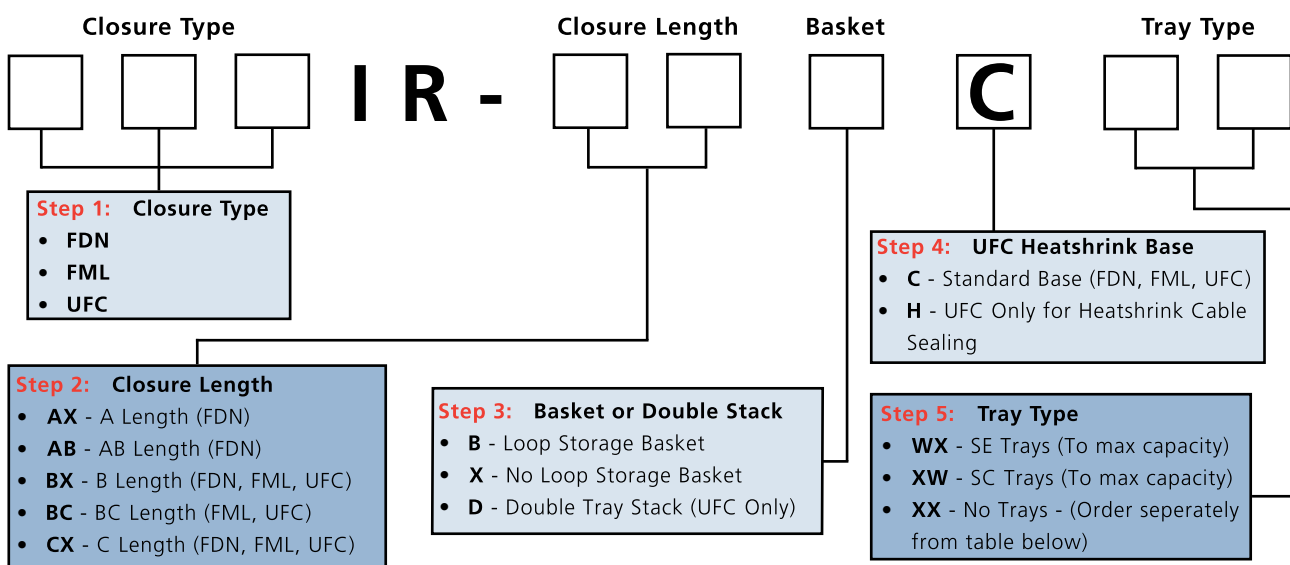 Closure Type
Closure Length
Basket
Tray Type
I R -
C
Step 1: Closure Type
• FDN
• FML
• UFC
Step 4: UFC Heatshrink Base
• C - Standard Base (FDN, FML, UFC)
• H - UFC Only for Heatshrink Cable
Sealing
Step 2: Closure Length
• AX - A Length (FDN)
• AB - AB Length (FDN)
• BX - B Length (FDN, FML, UFC)
• BC - BC Length (FML, UFC)
• CX - C Length (FDN, FML, UFC)
Step 3: Basket or Double Stack
• B - Loop Storage Basket
• X - No Loop Storage Basket
• D - Double Tray Stack (UFC Only)
Step 5: Tray Type
• WX - SE Trays (To max capacity)
• XW - SC Trays (To max capacity)
• XX - No Trays - (Order seperately
from table below)